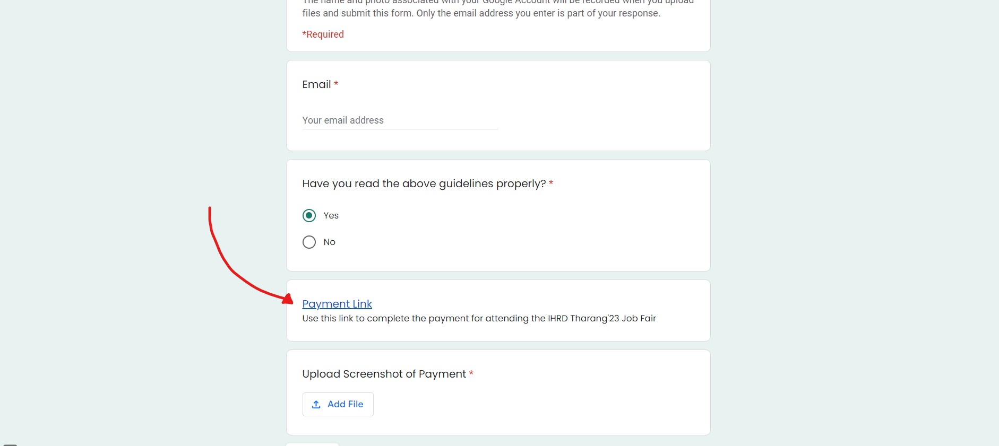 The name and photo associated with your Google Account will be recorded when you upload
files and submit this form. Only the email address you enter is part of your response.
*Required
Email *
Your email address
Have you read the above guidelines properly? *
Yes
No
Payment Link
Use this link to complete the payment for attending the IHRD Tharang'23 Job Fair
Upload Screenshot of Payment *
Add File